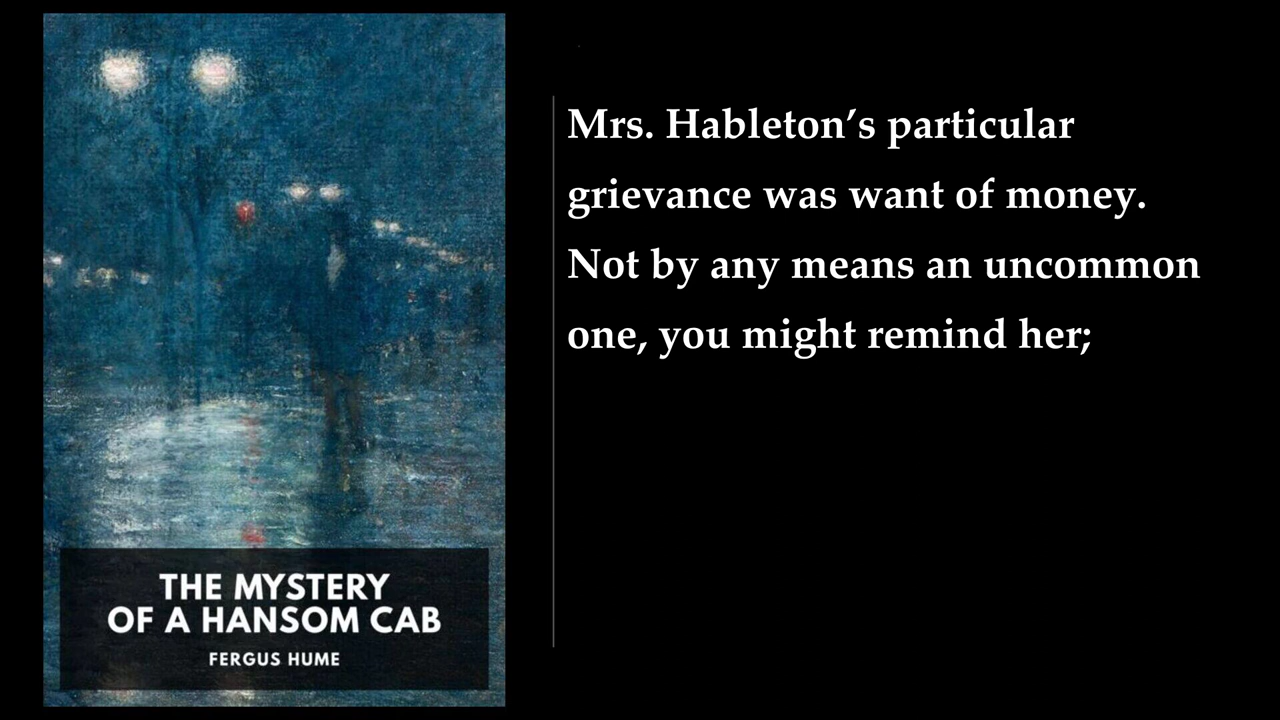 Mrs. Hableton’s particular
grievance was want of money.
Not by any means an uncommon
one, you might remind her;
THE MYSTERY
OF A HANSOM CAB
FERGUS HUME